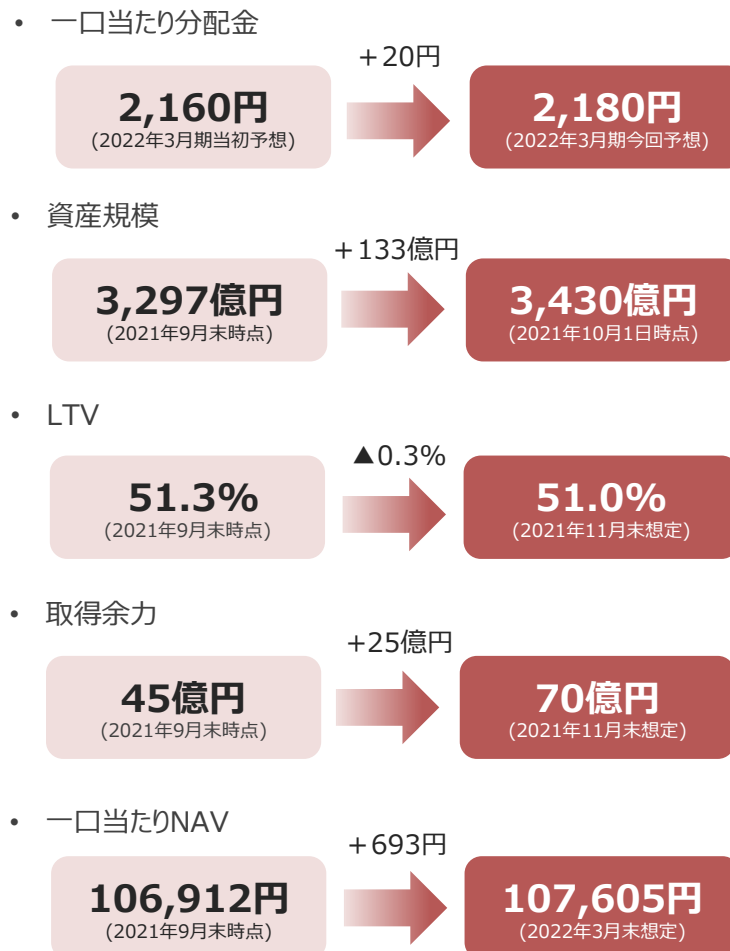 • 一口当たり分配金
+20円
2,160円
(2022年3月期当初予想)
2,180円
(2022年3月期今回予想)
• 資産規模
+133億円
3,297億円
(2021年9月末時点)
3,430億円
(2021年10月1日時点)
• LTV
▲0.3%
51.3%
(2021年9月末時点)
51.0%
(2021年11月末想定)
• 取得余力
+25億円
45億円
(2021年9月末時点)
70億円
(2021年11月末想定)
• 一口当たりNAV
+693円
106,912円
(2021年9月末時点)
107,605円
(2022年3月末想定)